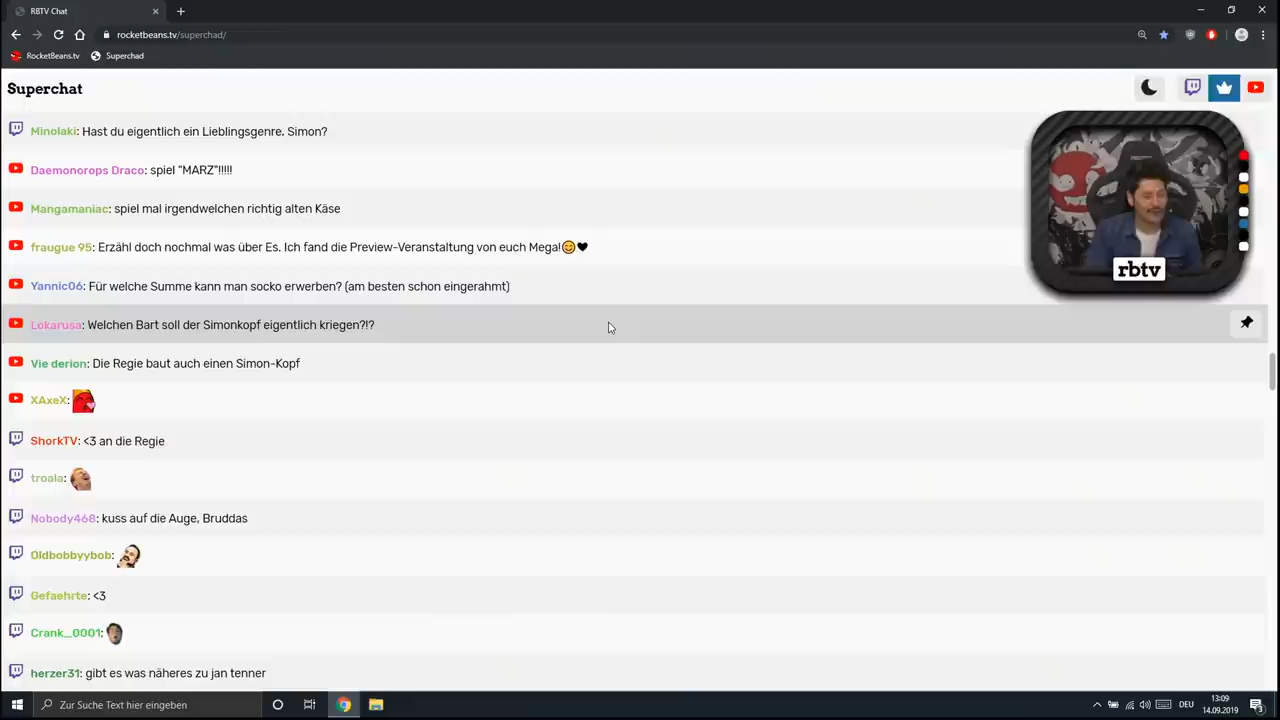 RBTV Chat
rocketbeans.tv/superchad/
RocketBeans.tv Superchad
Superchat
Minolaki: Hast du eigentlich ein Lieblingsgenre, Simon?
Daemonorops Draco: spiel "MARZ"!!!!!
Mangamaniac: spiel mal irgendwelchen richtig alten Käse
fraugue 95: Erzähl doch nochmal was über Es. Ich fand die Preview-Veranstaltung von euch Mega!😊🖤
rbtv
Yannic06: Für welche Summe kann man socko erwerben? (am besten schon eingerahmt)
Lokarusa: Welchen Bart soll der Simonkopf eigentlich kriegen?!?
Vie derion: Die Regie baut auch einen Simon-Kopf
XAxeX:
ShorkTV: <3 an die Regie
troala:
Nobody468: kuss auf die Auge, Bruddas
Oldbobbyybob:
Gefaehrte: <3
Crank_0001:
herzer31: gibt es was näheres zu jan tenner
Zur Suche Text hier eingeben
DEU
13:09
14.09.2019
3